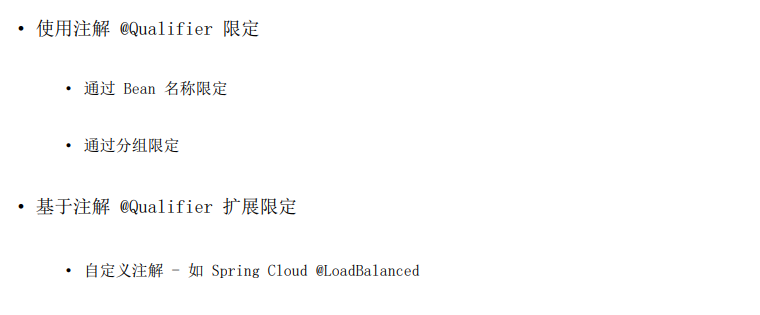 • 使用注解 @Qualifier 限定
• 通过 Bean 名称限定
• 通过分组限定
• 基于注解 @Qualifier 扩展限定
• 自定义注解 - 如 Spring Cloud @LoadBalanced